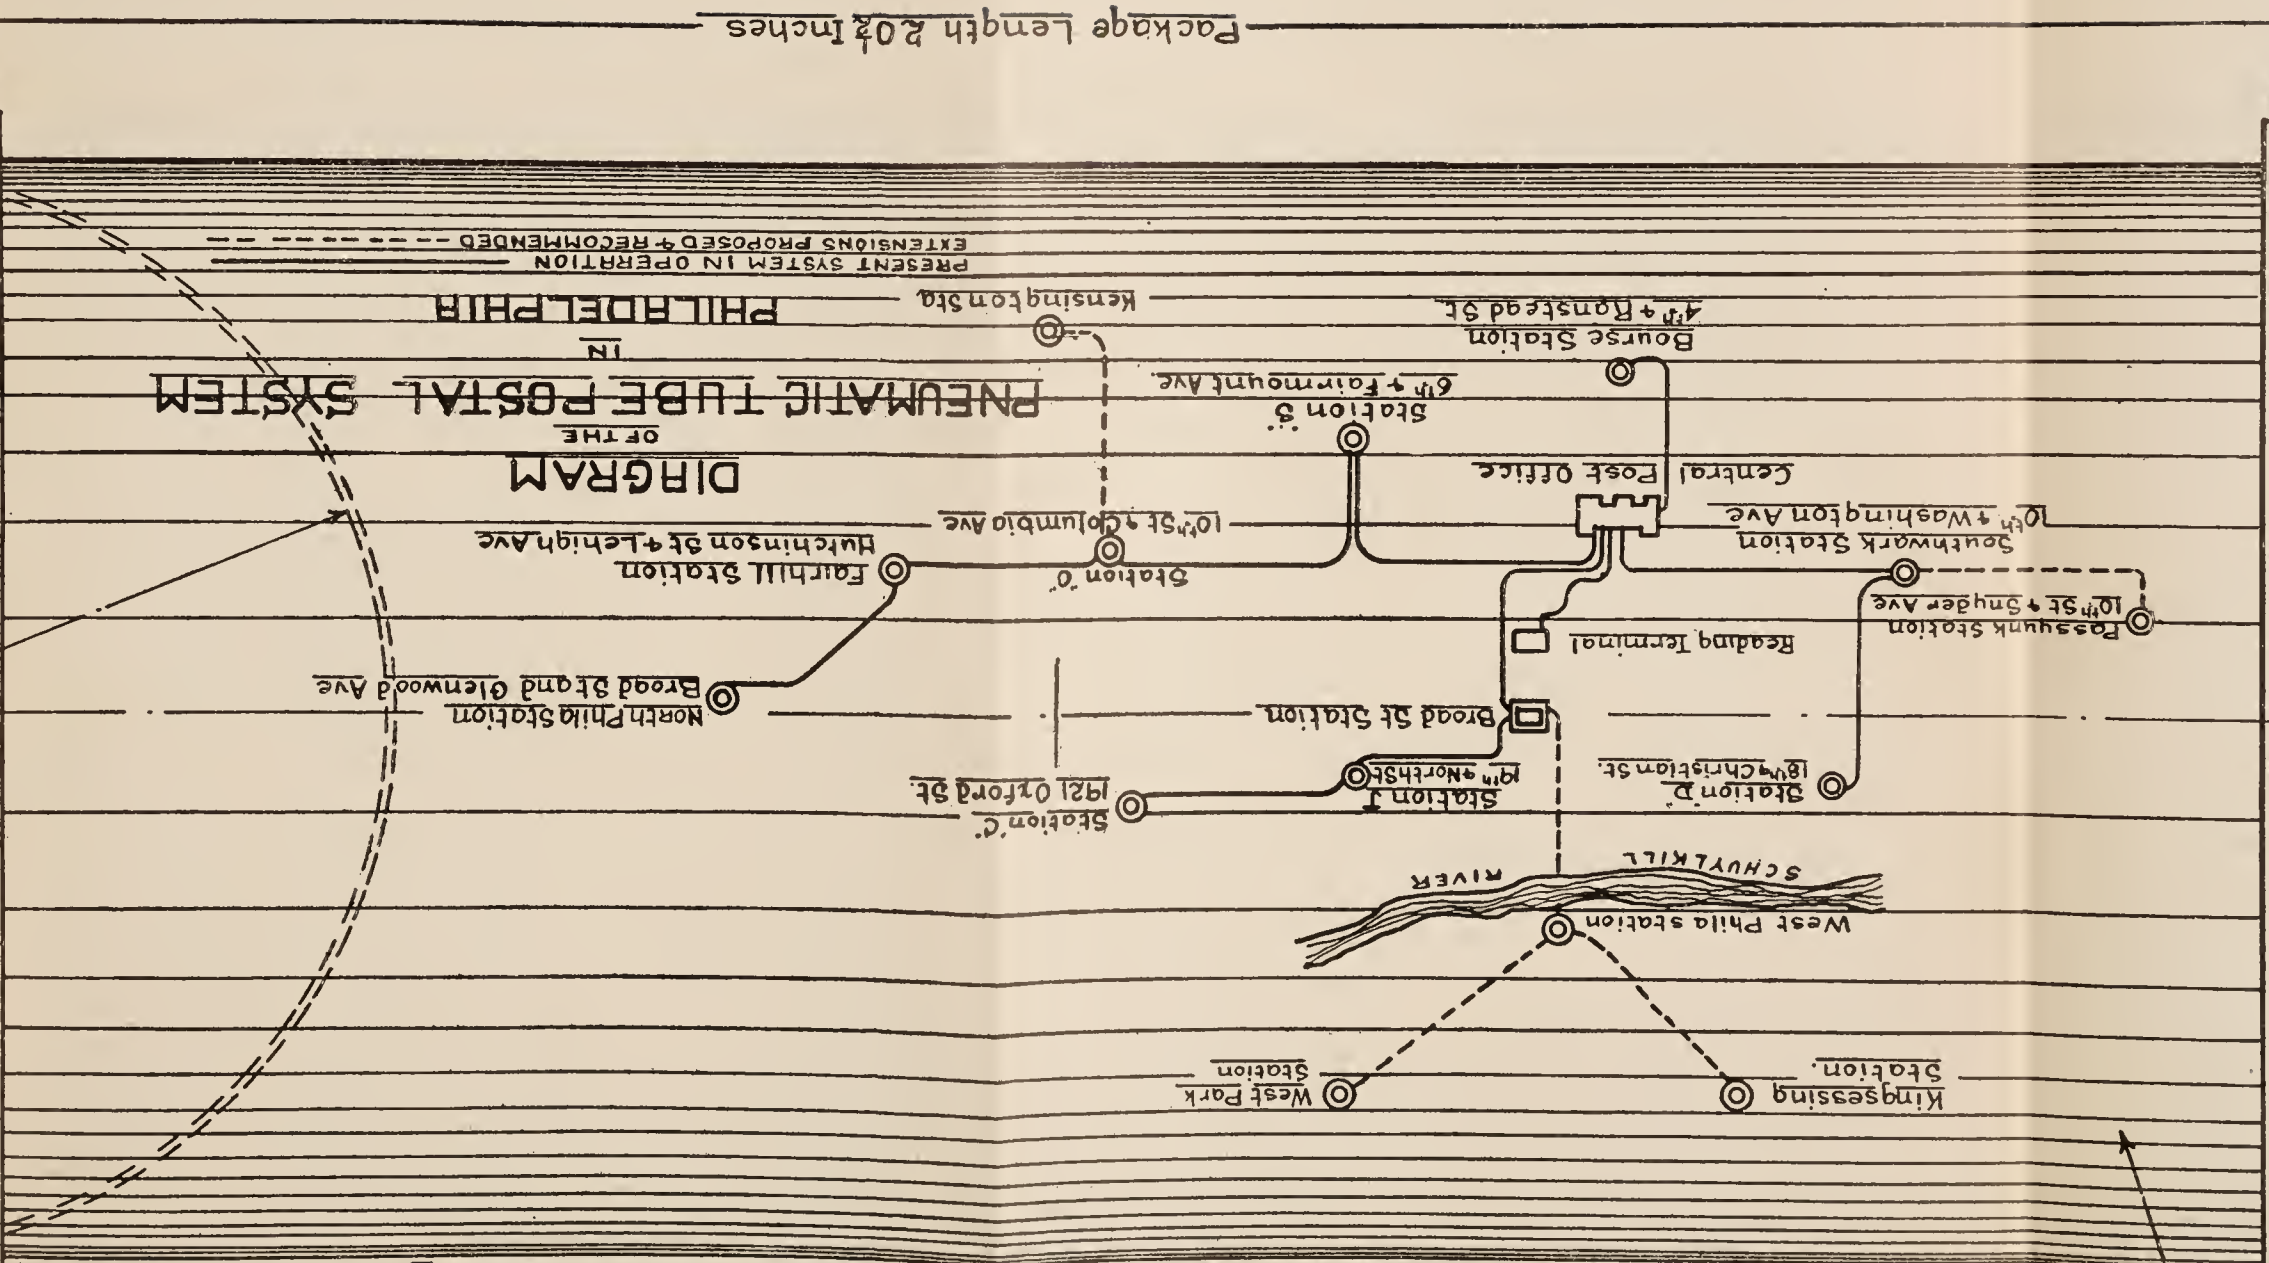 Kingsessing
Station.
West Park
Station
West Phila station
SCHUYLKILL
RIVER
Station "D"
18th & Christian St.
Station J
19th & North St
Station "C"
1921 Oxford St.
Broad St Station
North Phila Station
Broad St and Glenwood Ave
Passyunk Station
10th St & Snyder Ave
Reading Terminal
Southwark Station
10th & Washington Ave
Central Post Office
Station "O"
10th St & Columbia Ave
Fairhill Station
Hutchinson St & Lehigh Ave
Station "S"
6th & Fairmount Ave.
Bourse Station
4th & Ranstead St
Kensington Sta
DIAGRAM
OF THE
PNEUMATIC TUBE POSTAL SYSTEM
IN
PHILADELPHIA
PRESENT SYSTEM IN OPERATION
EXTENSIONS PROPOSED & RECOMMENDED
Package Length 20½ Inches